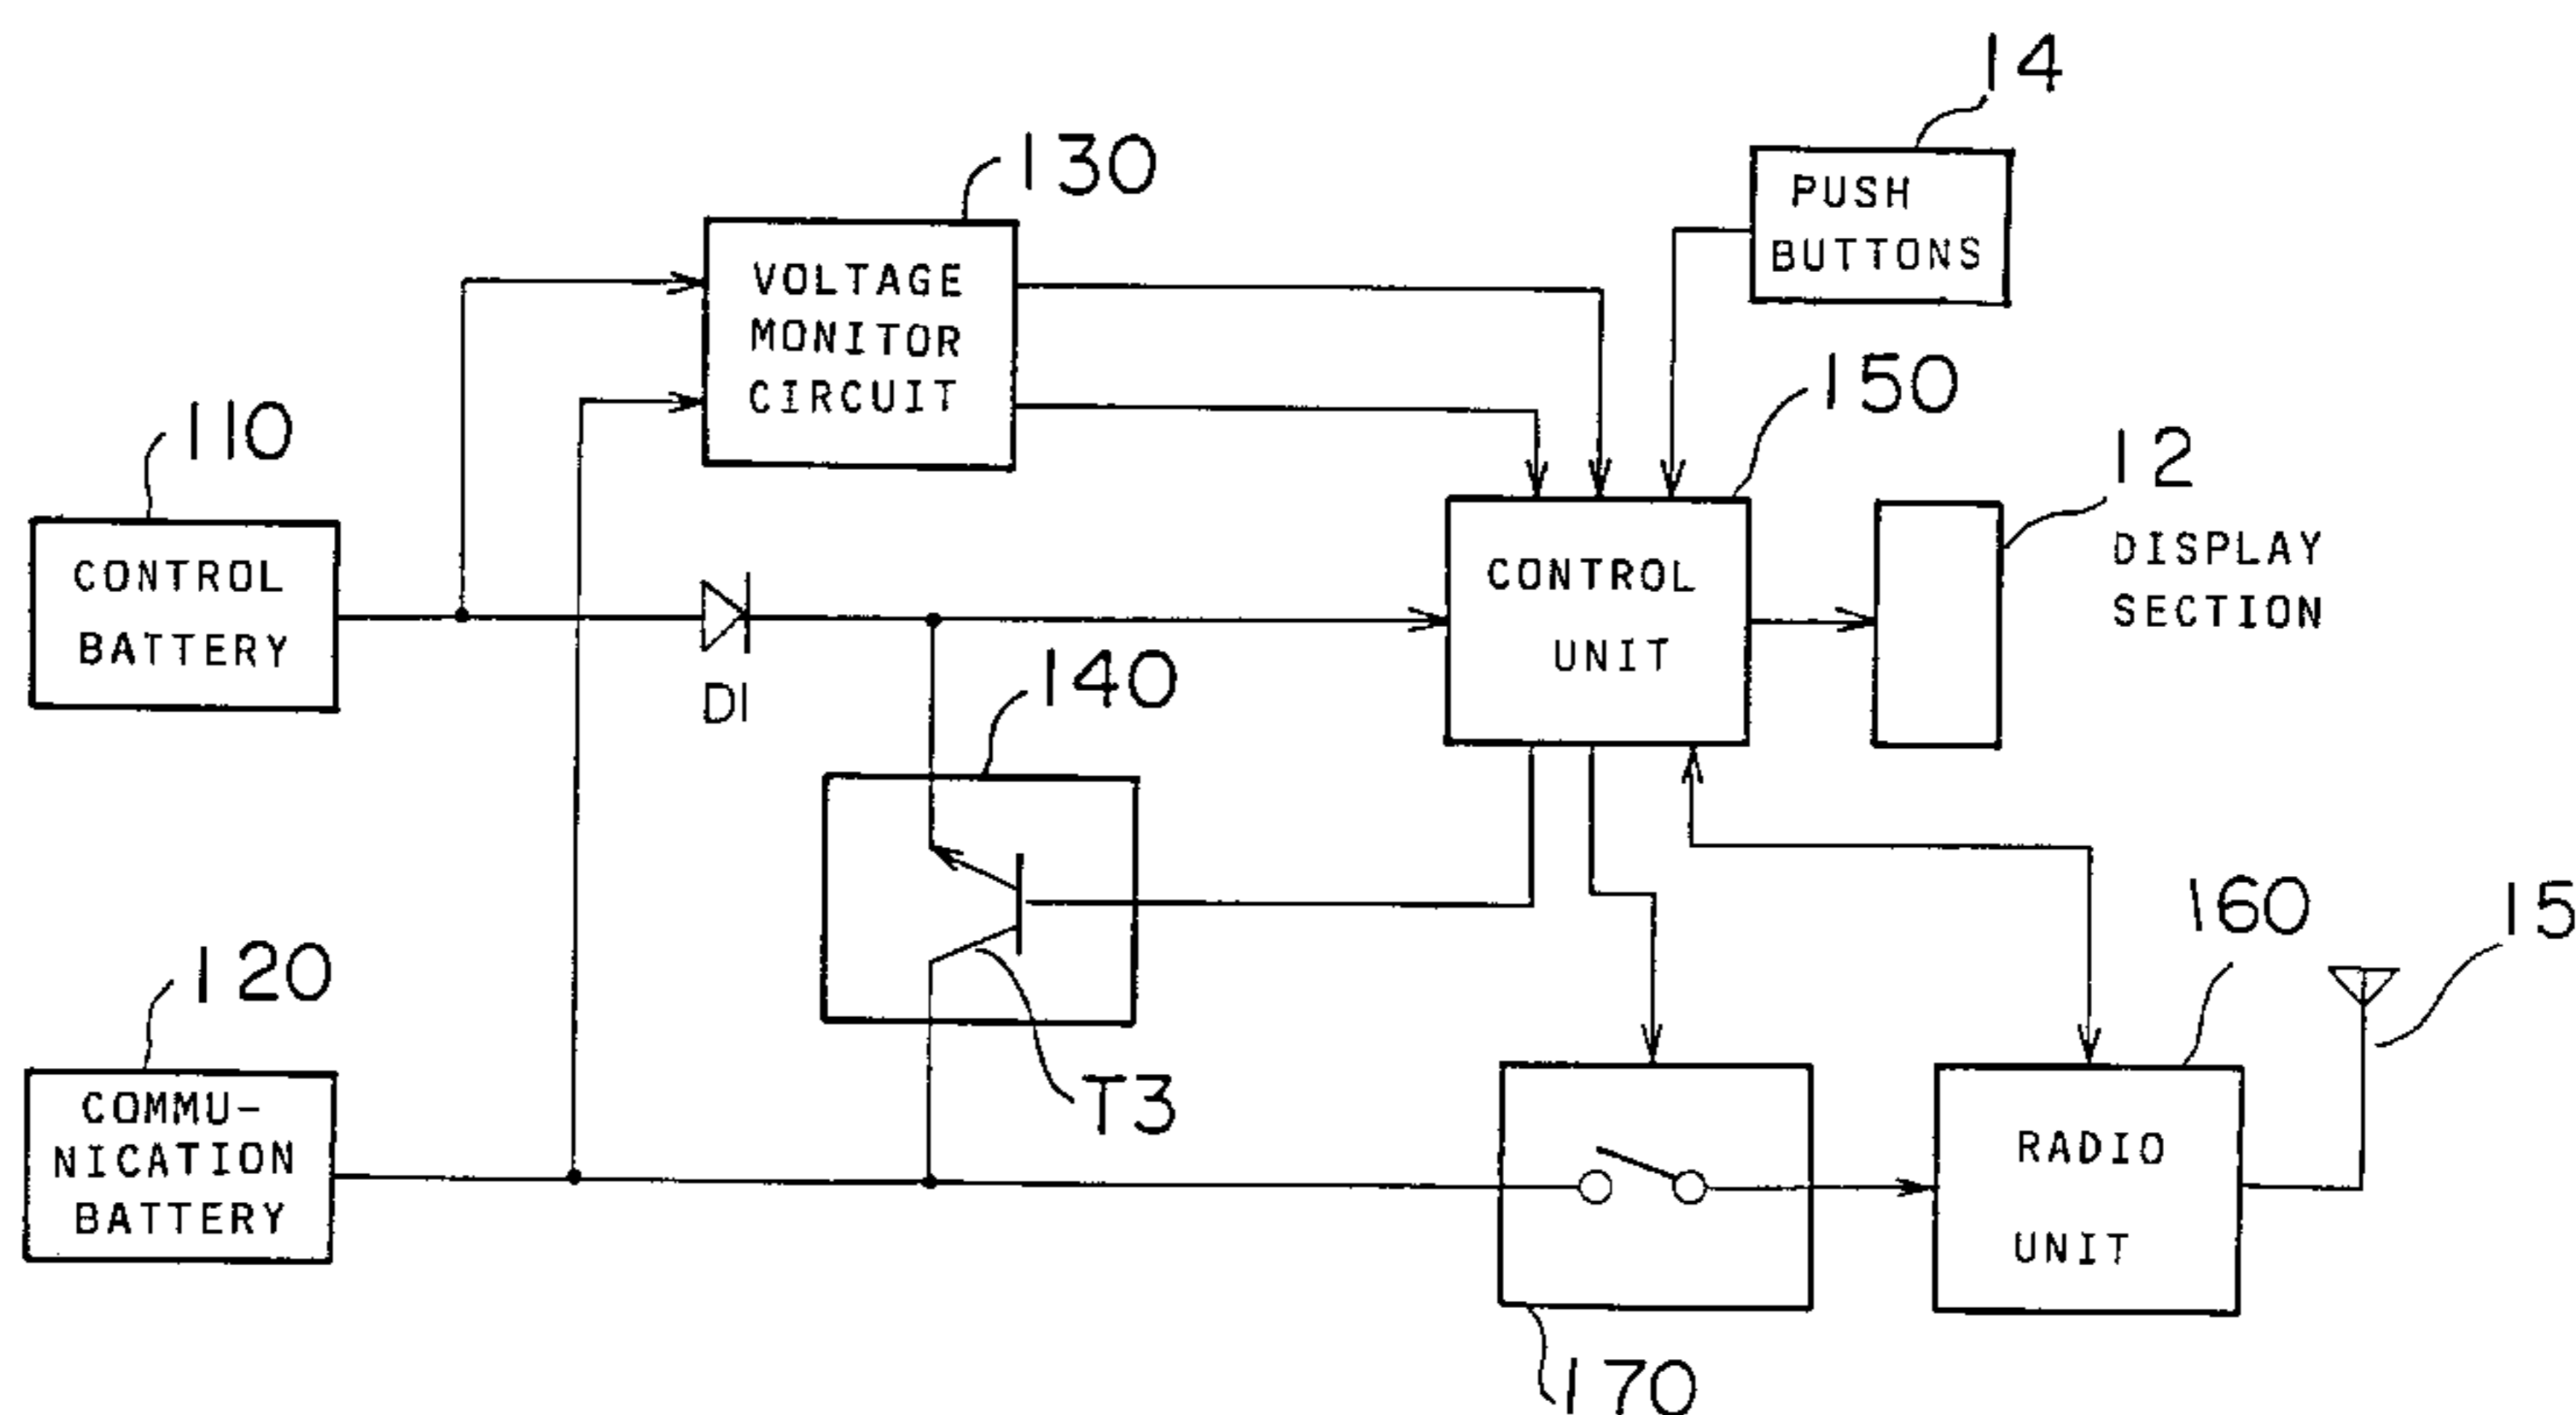 14
PUSH
BUTTONS
130
VOLTAGE
MONITOR
CIRCUIT
150
12
DISPLAY
SECTION
110
CONTROL
BATTERY
D1
CONTROL
UNIT
140
T3
120
COMMU-
NICATION
BATTERY
160
15
RADIO
UNIT
170